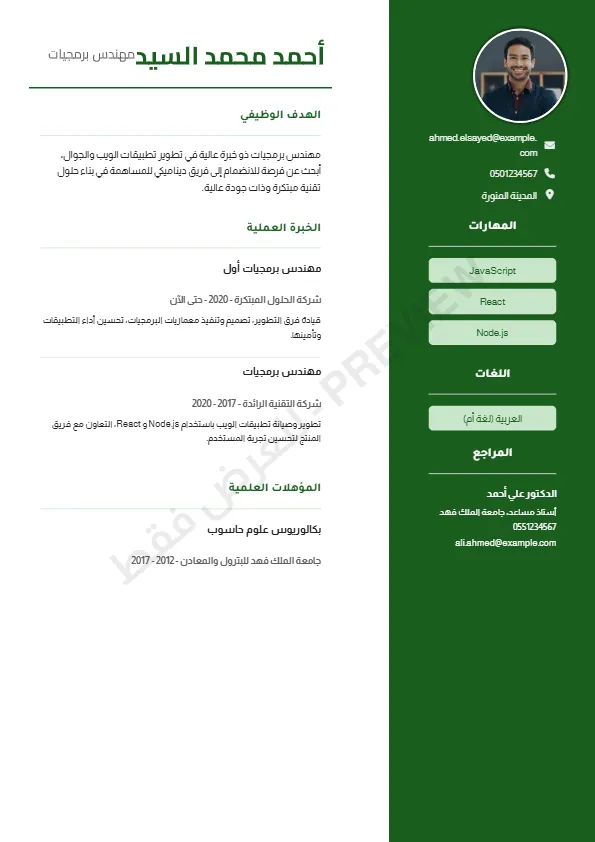 أحمد محمد السيد
مهندس برمجيات
الهدف الوظيفي
مهندس برمجيات ذو خبرة عالية في تطوير تطبيقات الويب والجوال،
أبحث عن فرصة للانضمام إلى فريق ديناميكي للمساهمة في بناء حلول
تقنية مبتكرة وذات جودة عالية.
الخبرة العملية
مهندس برمجيات أول
شركة الحلول المبتكرة - 2020 - حتى الآن
قيادة فرق التطوير، تصميم وتنفيذ معماريات البرمجيات، تحسين أداء التطبيقات
وتأمينها.
مهندس برمجيات
شركة التقنية الرائدة - 2017 - 2020
تطوير وصيانة تطبيقات الويب باستخدام Node.js و React، التعاون مع فريق
المنتج لتحسين تجربة المستخدم.
المؤهلات العلمية
بكالوريوس علوم حاسوب
جامعة الملك فهد للبترول والمعادن - 2012 - 2017
ahmed.elsayed@example.
com
0501234567
المدينة المنورة
المهارات
JavaScript
React
Node.js
اللغات
العربية (لغة أم)
المراجع
الدكتور علي أحمد
أستاذ مساعد، جامعة الملك فهد
0551234567
ali.ahmed@example.com
للعرض فقط - PREVIEW